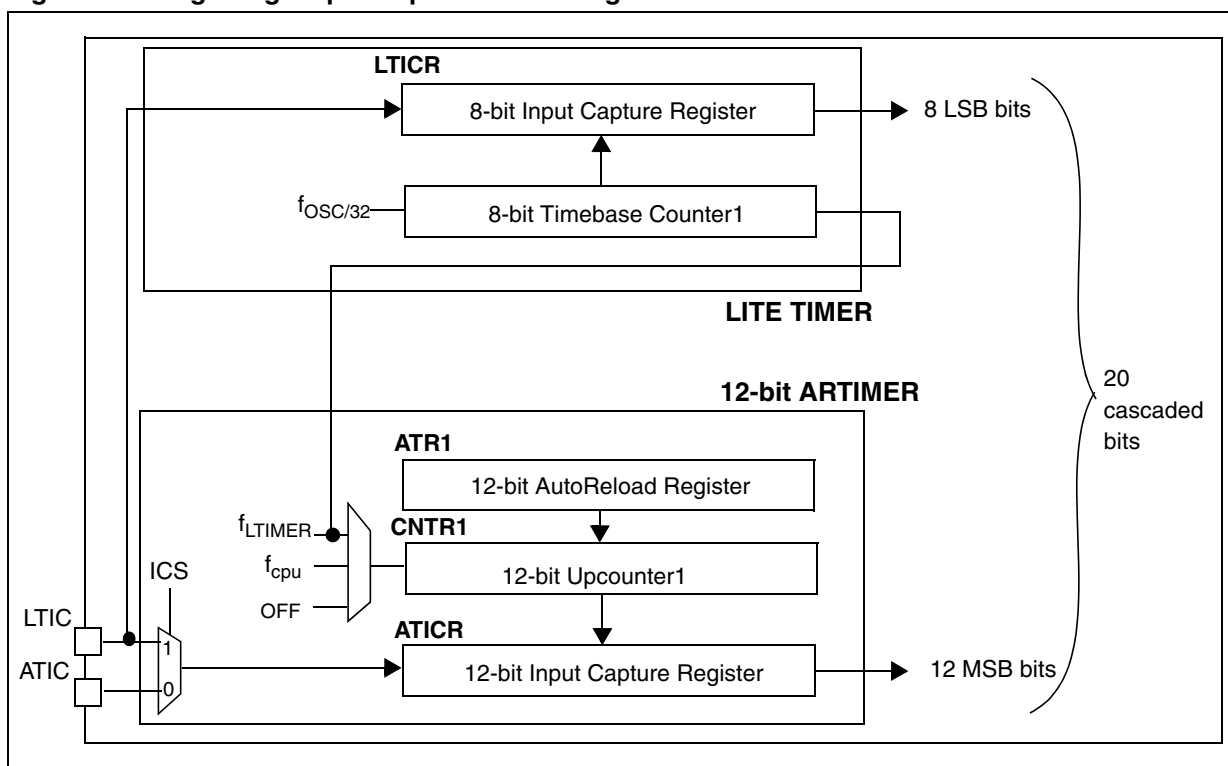 LTICR
8-bit Input Capture Register
8 LSB bits
fOSC/32
8-bit Timebase Counter1
LITE TIMER
20
cascaded
bits
12-bit ARTIMER
ATR1
12-bit AutoReload Register
fLTIMER
CNTR1
fcpu
12-bit Upcounter1
ICS
OFF
LTIC
1
ATICR
ATIC
0
12-bit Input Capture Register
12 MSB bits